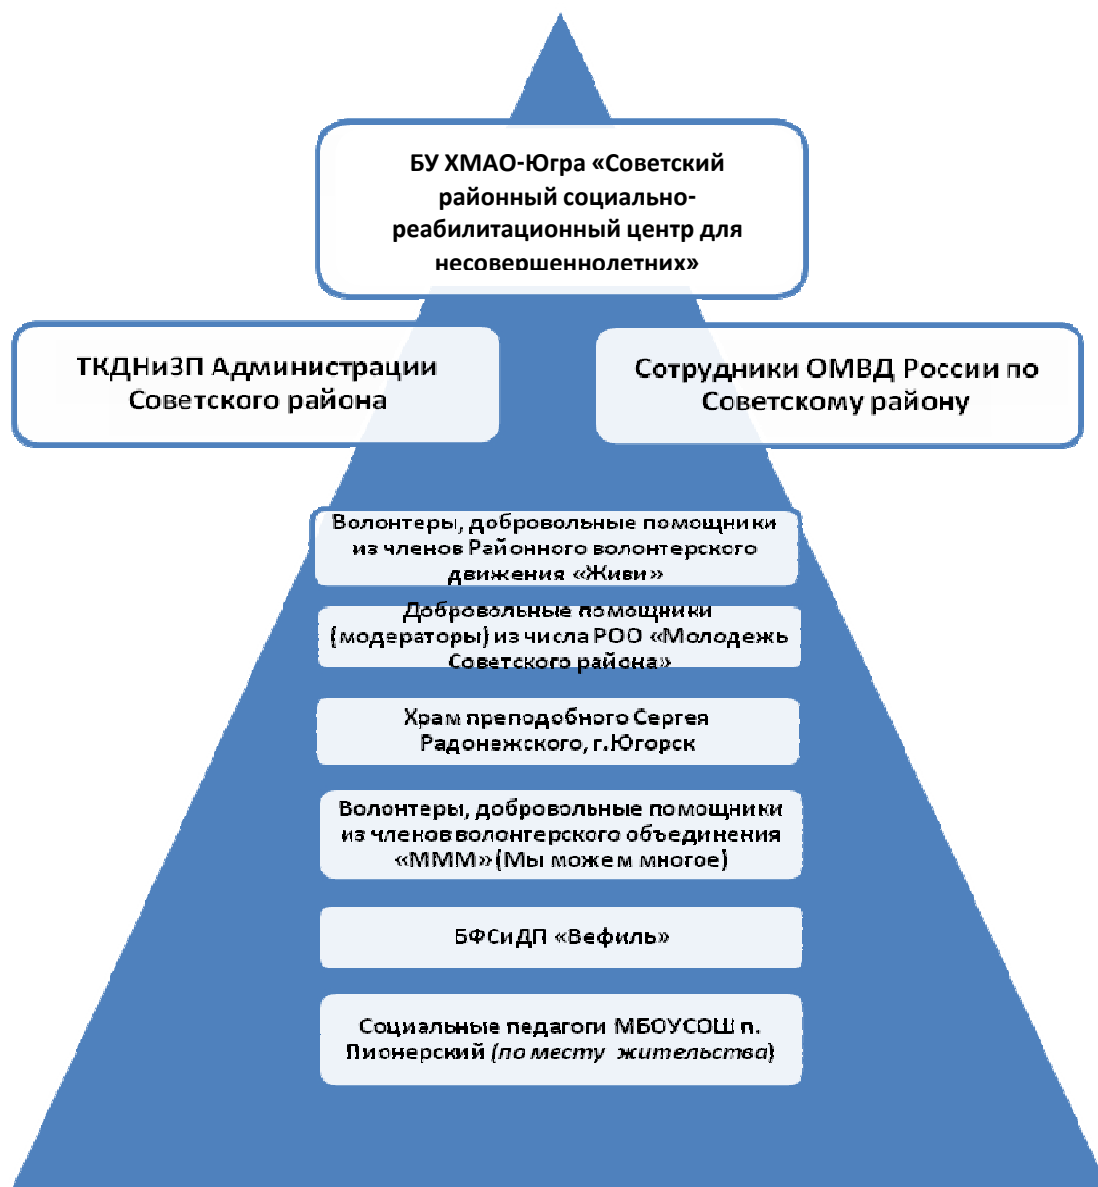 БУ ХМАО-Югра «Советский
районный социально-
реабилитационный центр для
несовершеннолетних»
ТКДНиЗП Администрации
Советского района
Сотрудники ОМВД России по
Советскому району
Волонтеры, добровольные помощники
из членов Районного волонтерского
движения «Живи»
Добровольные помощники
(модераторы) из числа РОО «Молодежь
Советского района»
Храм преподобного Сергея
Радонежского, г.Югорск
Волонтеры, добровольные помощники
из членов волонтерского объединения
«МММ» (Мы можем многое)
БФСиДП «Вефиль»
Социальные педагоги МБОУСОШ п.
Пионерский (по месту жительства)